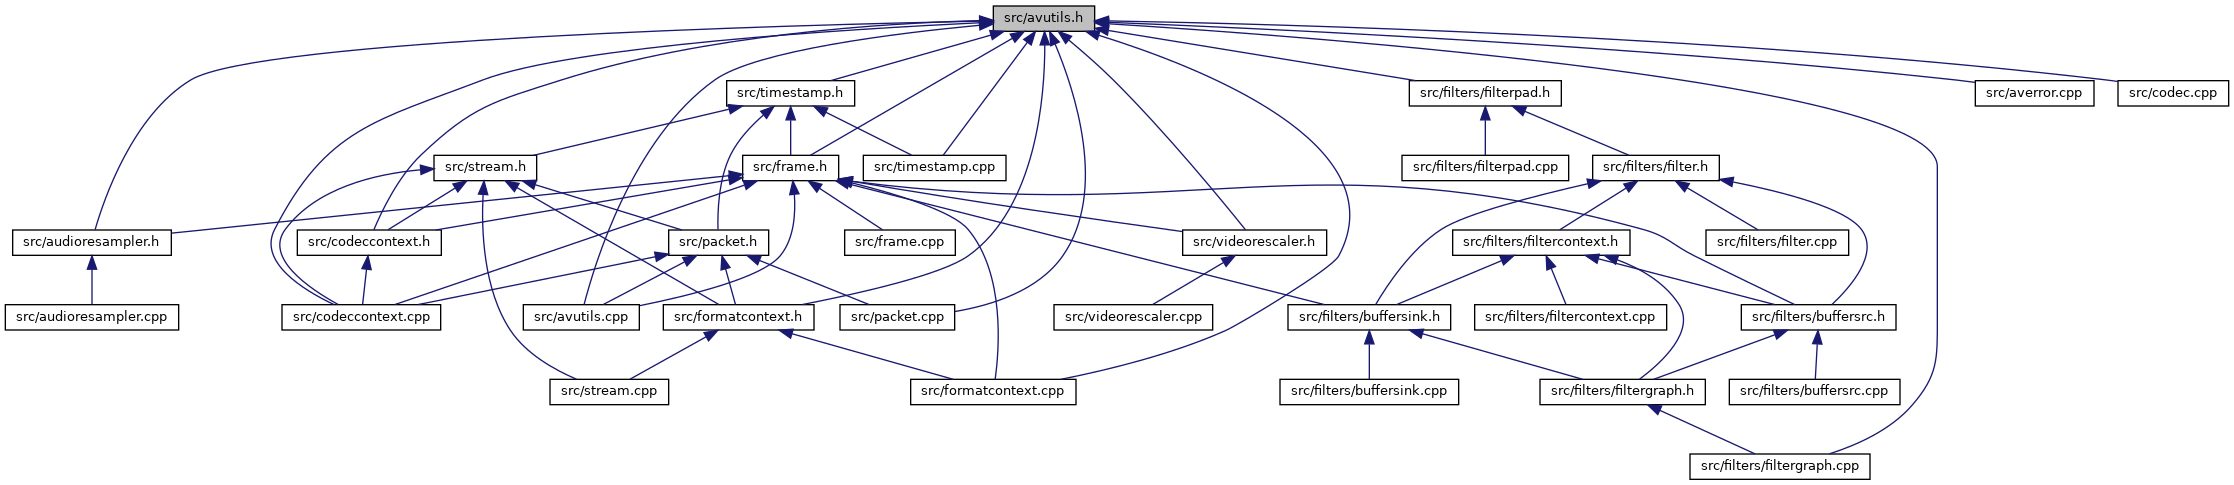 src/avutils.h
src/timestamp.h
src/filters/filterpad.h
src/averror.cpp
src/codec.cpp
src/stream.h
src/frame.h
src/timestamp.cpp
src/filters/filterpad.cpp
src/filters/filter.h
src/audioresampler.h
src/codeccontext.h
src/packet.h
src/frame.cpp
src/videorescaler.h
src/filters/filtercontext.h
src/filters/filter.cpp
src/audioresampler.cpp
src/codeccontext.cpp
src/avutils.cpp
src/formatcontext.h
src/packet.cpp
src/videorescaler.cpp
src/filters/buffersink.h
src/filters/filtercontext.cpp
src/filters/buffersrc.h
src/stream.cpp
src/formatcontext.cpp
src/filters/buffersink.cpp
src/filters/filtergraph.h
src/filters/buffersrc.cpp
src/filters/filtergraph.cpp